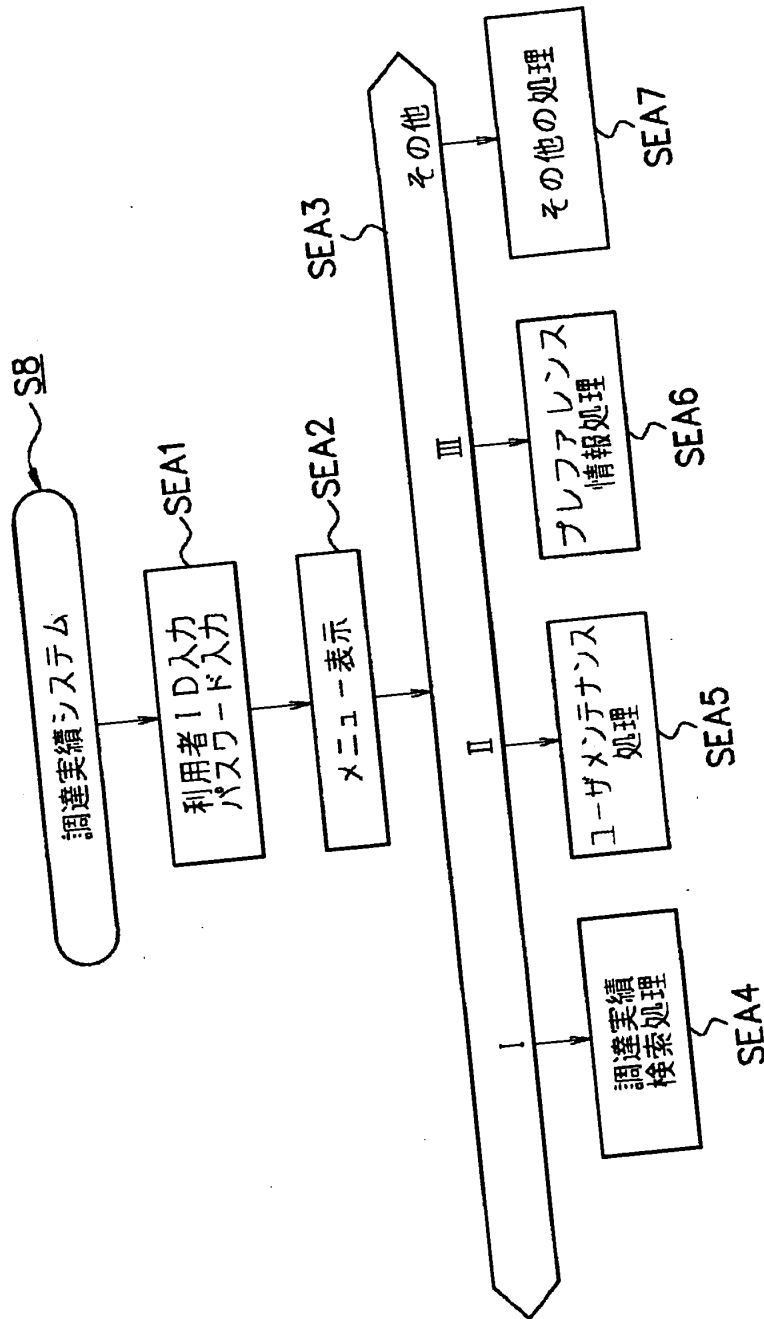 調達実績システム
S8
利用者ID入力
パスワード入力
SEA1
メニュー表示
SEA2
SEA3
I
II
III
その他
調達実績
検索処理
SEA4
ユーザメンテナンス
処理
SEA5
プレファレンス
情報処理
SEA6
その他の処理
SEA7